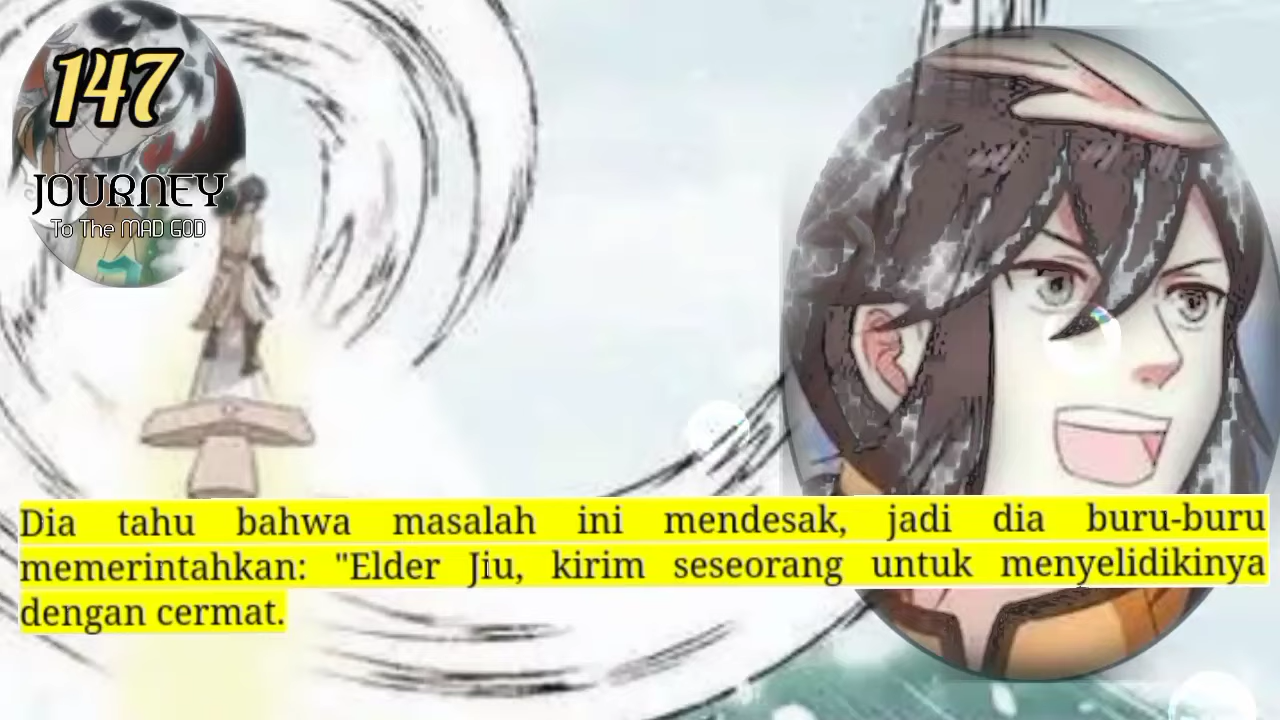 147
JOURNEY
To The MAD GOD
Dia tahu bahwa masalah ini mendesak, jadi dia buru-buru
memerintahkan: "Elder Jiu, kirim seseorang untuk menyelidikinya
dengan cermat.